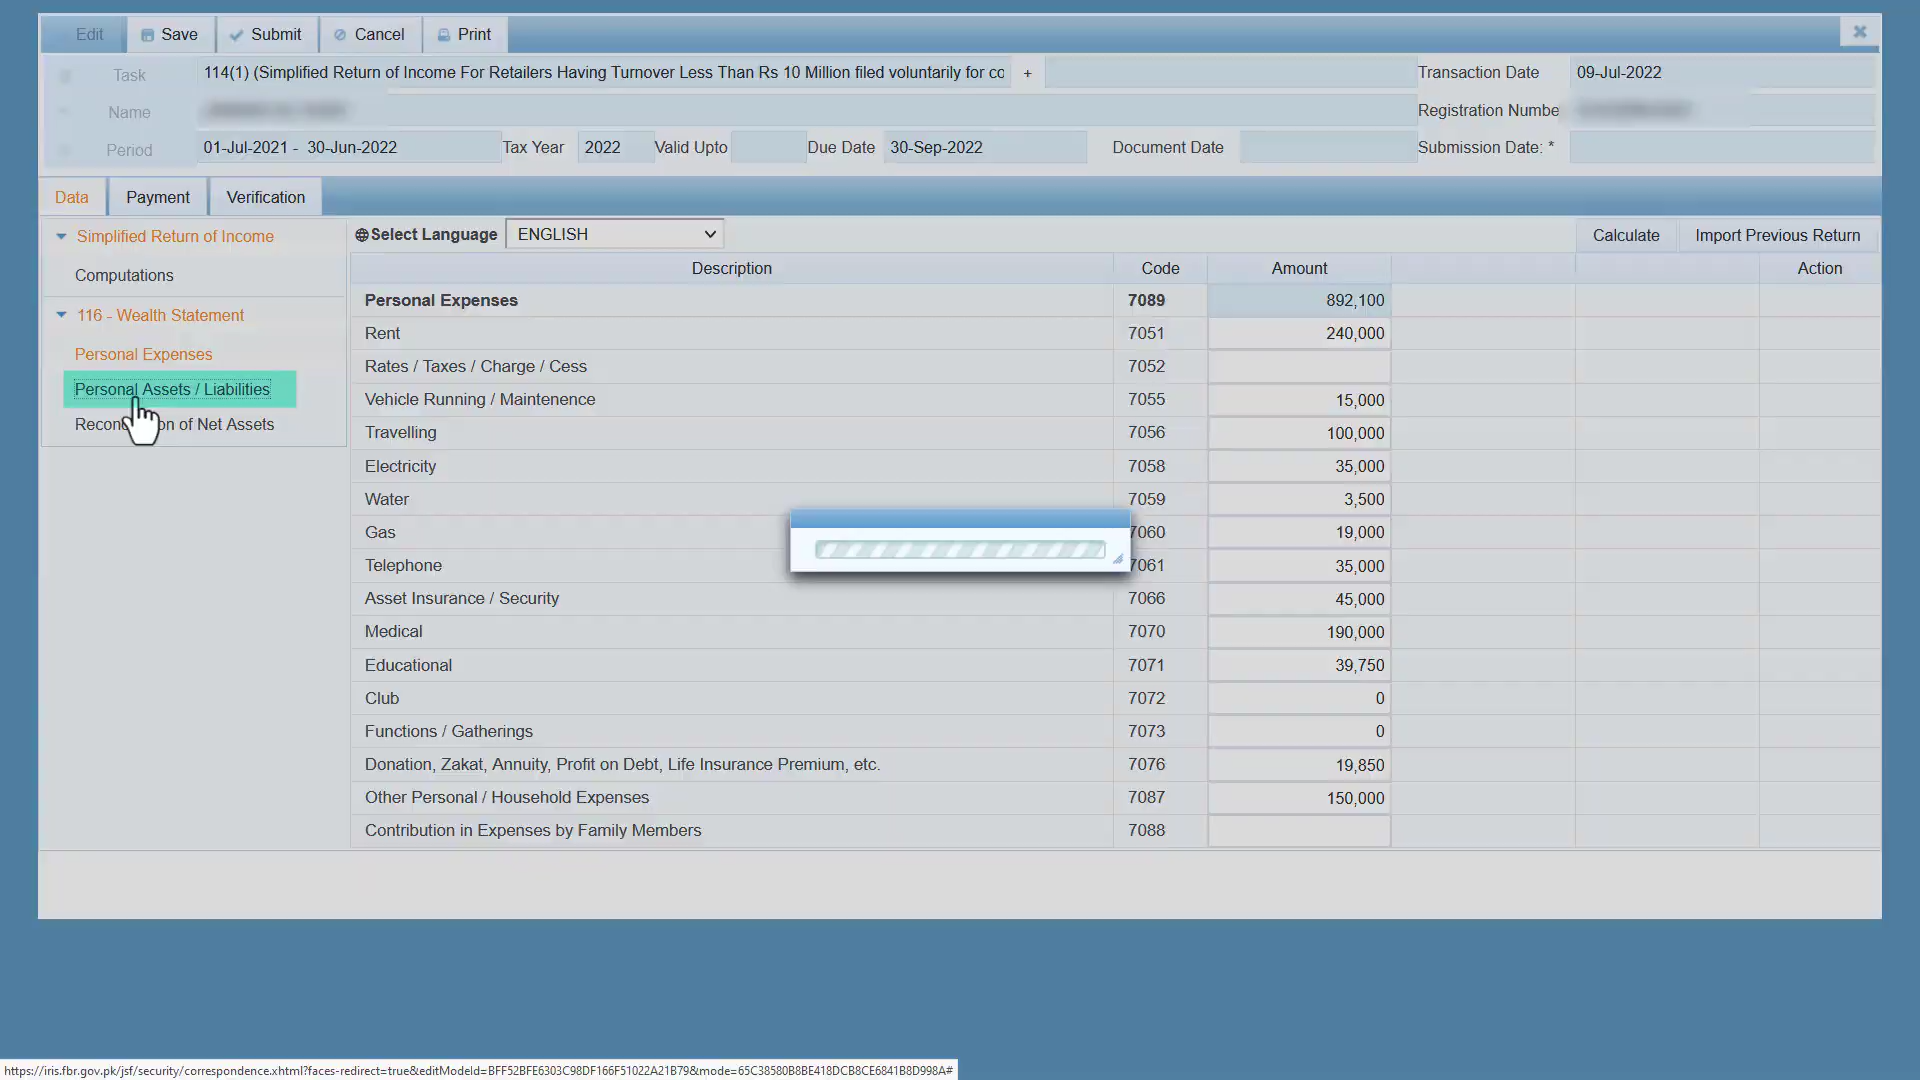 Edit Save Submit Cancel Print
Task 114(1) (Simplified Return of Income For Retailers Having Turnover Less Than Rs 10 Million filed voluntarily for co + Transaction Date 09-Jul-2022
Name Registration Numbe
Period 01-Jul-2021 - 30-Jun-2022 Tax Year 2022 Valid Upto Due Date 30-Sep-2022 Document Date Submission Date: *
Data Payment Verification
Simplified Return of Income
Computations
116 - Wealth Statement
Personal Expenses
Personal Assets / Liabilities
of Net Assets
Select Language ENGLISH Calculate Import Previous Return
Description Code Amount Action
Personal Expenses 7089 892,100
Rent 7051 240,000
Rates / Taxes / Charge / Cess 7052
Vehicle Running / Maintenence 7055 15,000
Travelling 7056 100,000
Electricity 7058 35,000
Water 7059 3,500
Gas 7060 19,000
Telephone 7061 35,000
Asset Insurance / Security 7066 45,000
Medical 7070 190,000
Educational 7071 39,750
Club 7072 0
Functions / Gatherings 7073 0
Donation, Zakat, Annuity, Profit on Debt, Life Insurance Premium, etc. 7076 19,850
Other Personal / Household Expenses 7087 150,000
Contribution in Expenses by Family Members 7088
https://iris.fbr.gov.pk/jsf/security/correspondence.xhtml?faces-redirect=true&editModeId=BFF52BFE6303C98DF166F51022A21B79&mode=65C38580B8BE418DCB8CE6841B8D998A#